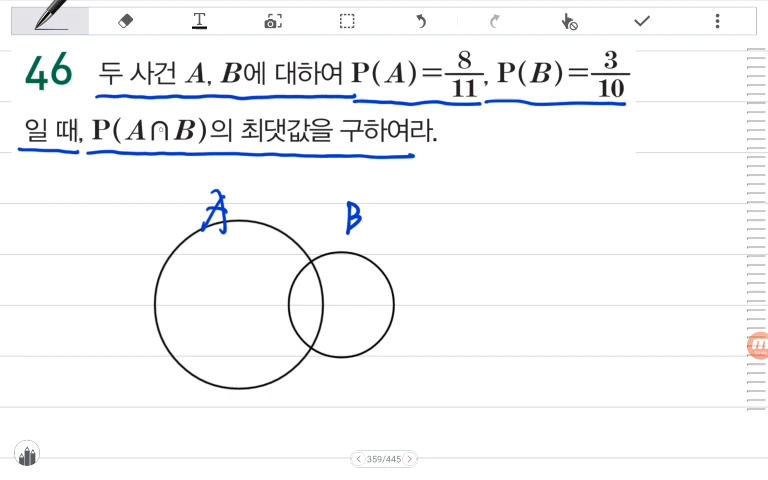 T
46 두 사건 A, B에 대하여 P(A)=8/11, P(B)=3/10
일 때, P(A∩B)의 최댓값을 구하여라.
A B
359/445